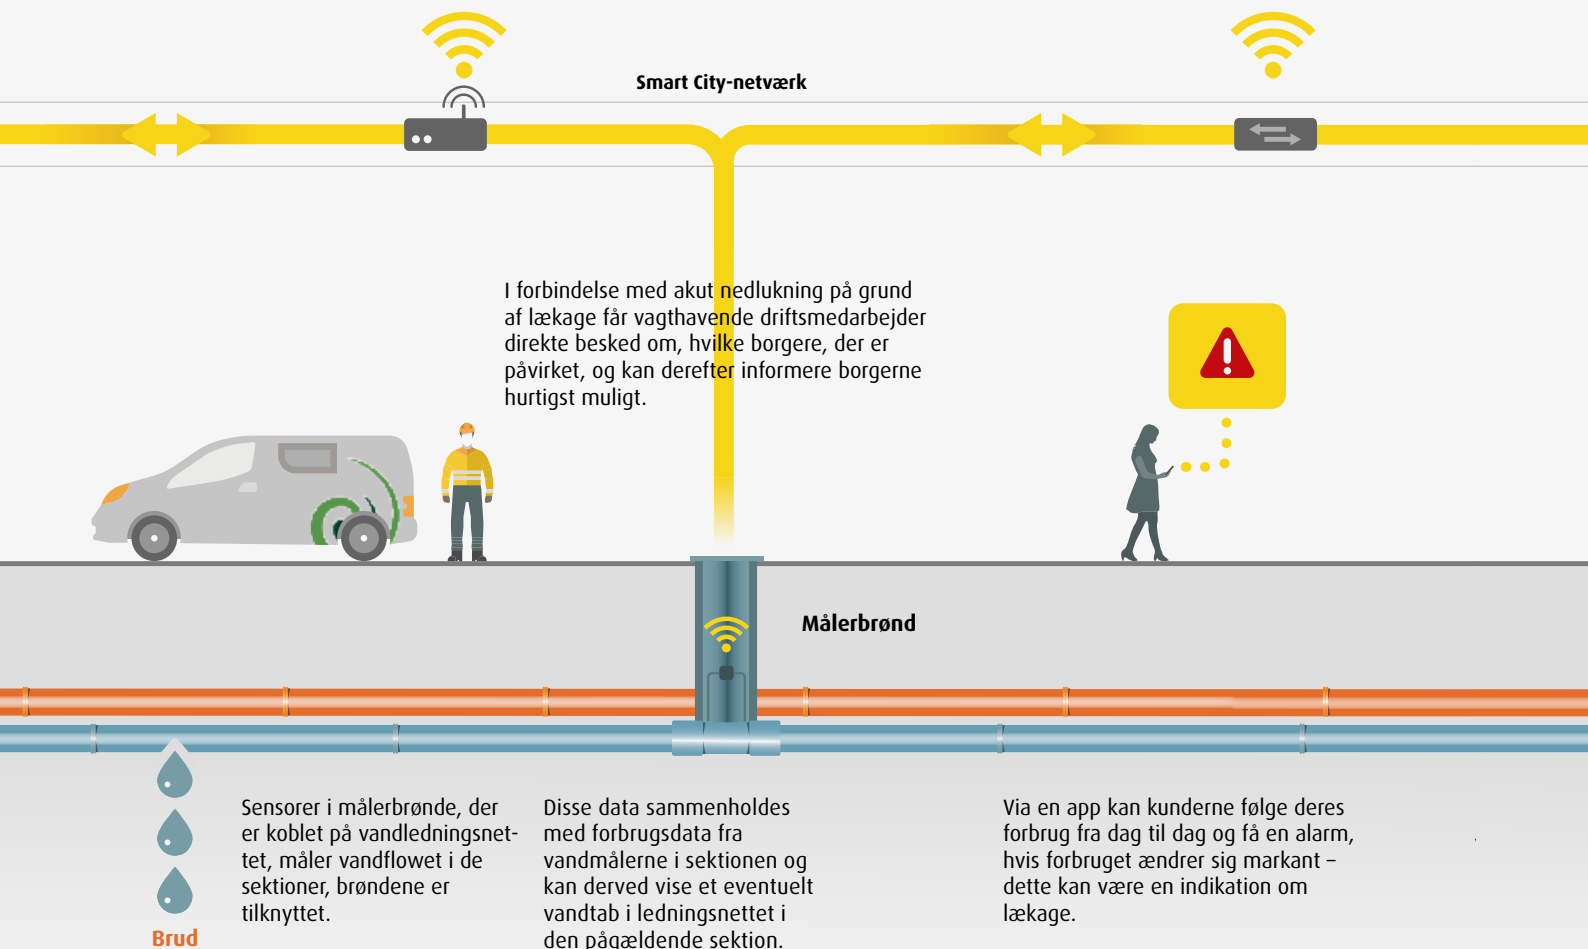 Smart City-netværk
I forbindelse med akut nedlukning på grund
af lækage får vagthavende driftsmedarbejder
direkte besked om, hvilke borgere, der er
påvirket, og kan derefter informere borgerne
hurtigst muligt.
Målerbrønd
Brud
Sensorer i målerbrønde, der
er koblet på vandledningsnet-
tet, måler vandflowet i de
sektioner, brøndene er
tilknyttet.
Disse data sammenholdes
med forbrugsdata fra
vandmålerne i sektionen og
kan derved vise et eventuelt
vandtab i ledningsnettet i
den pågældende sektion.
Via en app kan kunderne følge deres
forbrug fra dag til dag og få en alarm,
hvis forbruget ændrer sig markant –
dette kan være en indikation om
lækage.